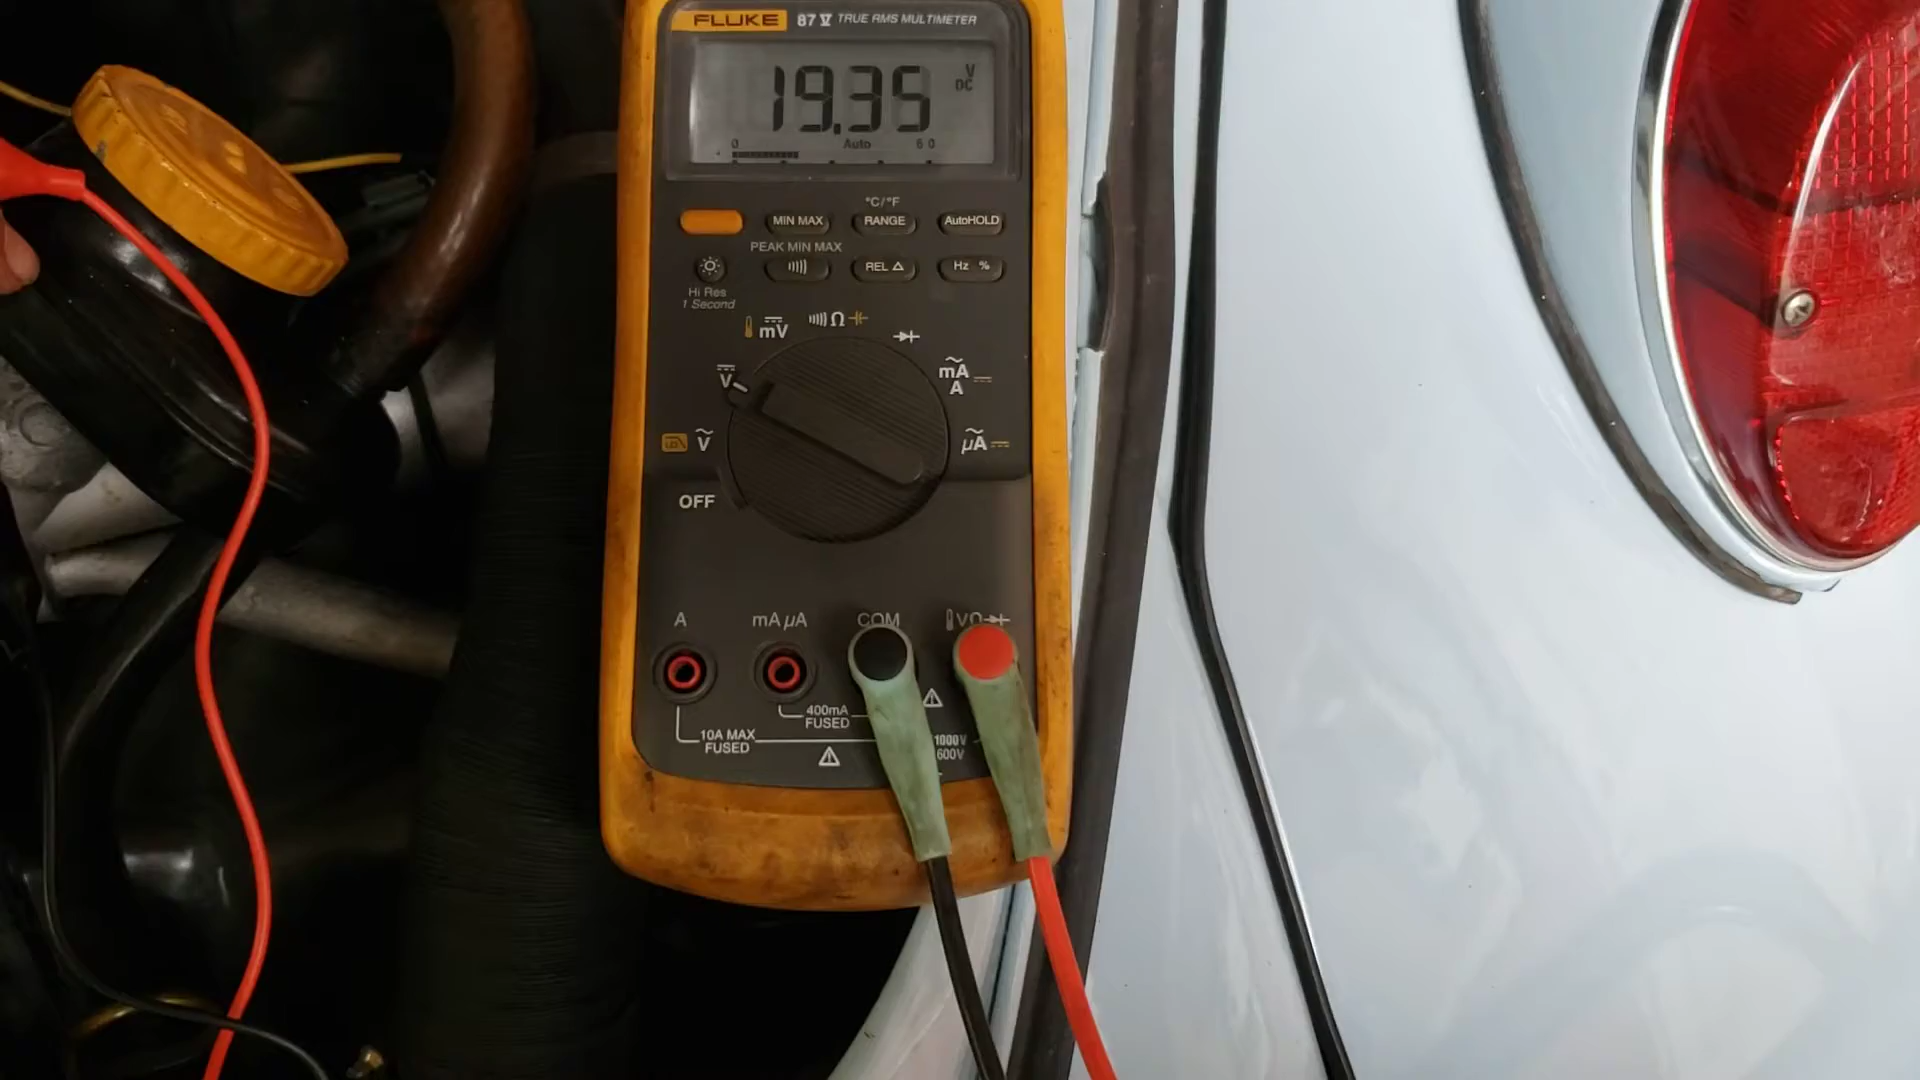 FLUKE 87 V TRUE RMS MULTIMETER
19.35 V DC
0 Auto 60
°C/°F
MIN MAX RANGE AutoHOLD
PEAK MIN MAX
REL Δ Hz %
Hi Res
1 Second
mV Ω
V mA
A
V µA
OFF
A mA µA COM VΩ
400mA
FUSED
10A MAX
FUSED
1000V
600V